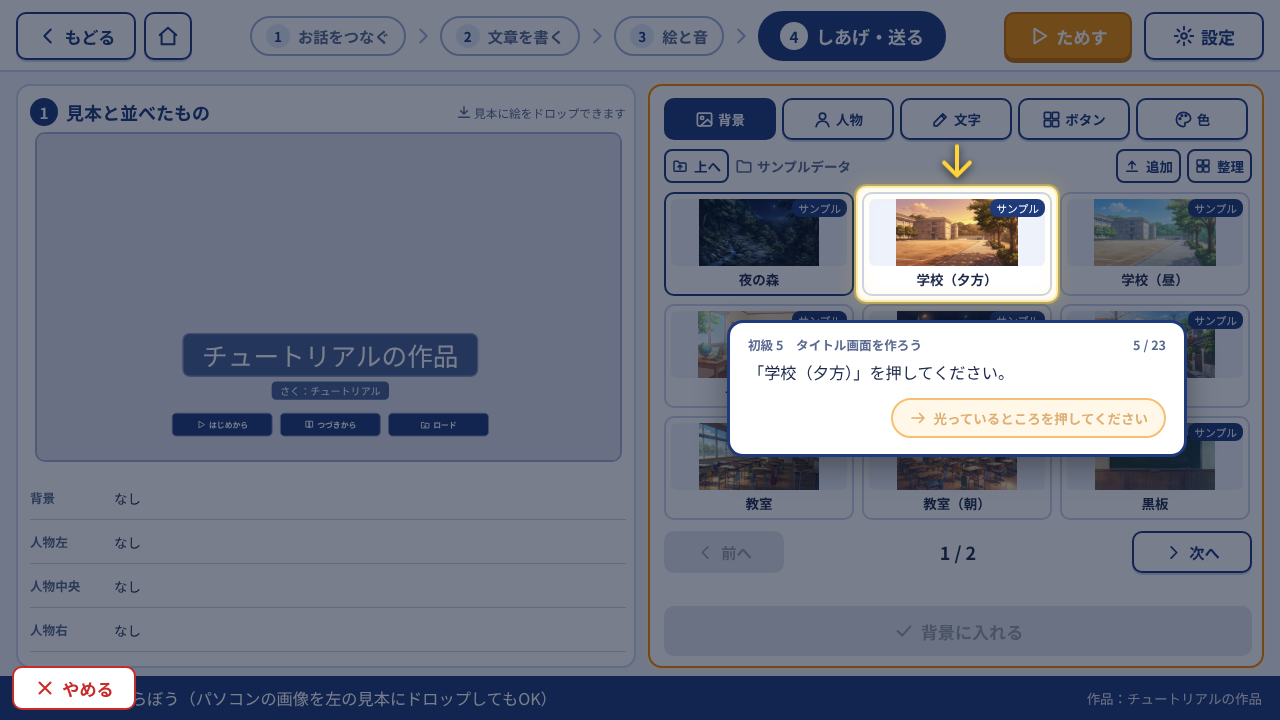 もどる
1 お話をつなぐ
2 文章を書く
3 絵と音
4 しあげ・送る
ためす
設定
1 見本と並べたもの
見本に絵をドロップできます
チュートリアルの作品
さく：チュートリアル
はじめから
つづきから
ロード
背景 なし
人物左 なし
人物中央 なし
人物右 なし
背景
人物
文字
ボタン
色
上へ
サンプルデータ
追加
整理
サンプル
夜の森
サンプル
学校（夕方）
サンプル
学校（昼）
サンプル
サンプル
サンプル
初級 5 タイトル画面を作ろう
5 / 23
「学校（夕方）」を押してください。
光っているところを押してください
サンプル
教室
教室（朝）
黒板
前へ
1 / 2
次へ
背景に入れる
やめる
らぼう（パソコンの画像を左の見本にドロップしてもOK）
作品：チュートリアルの作品